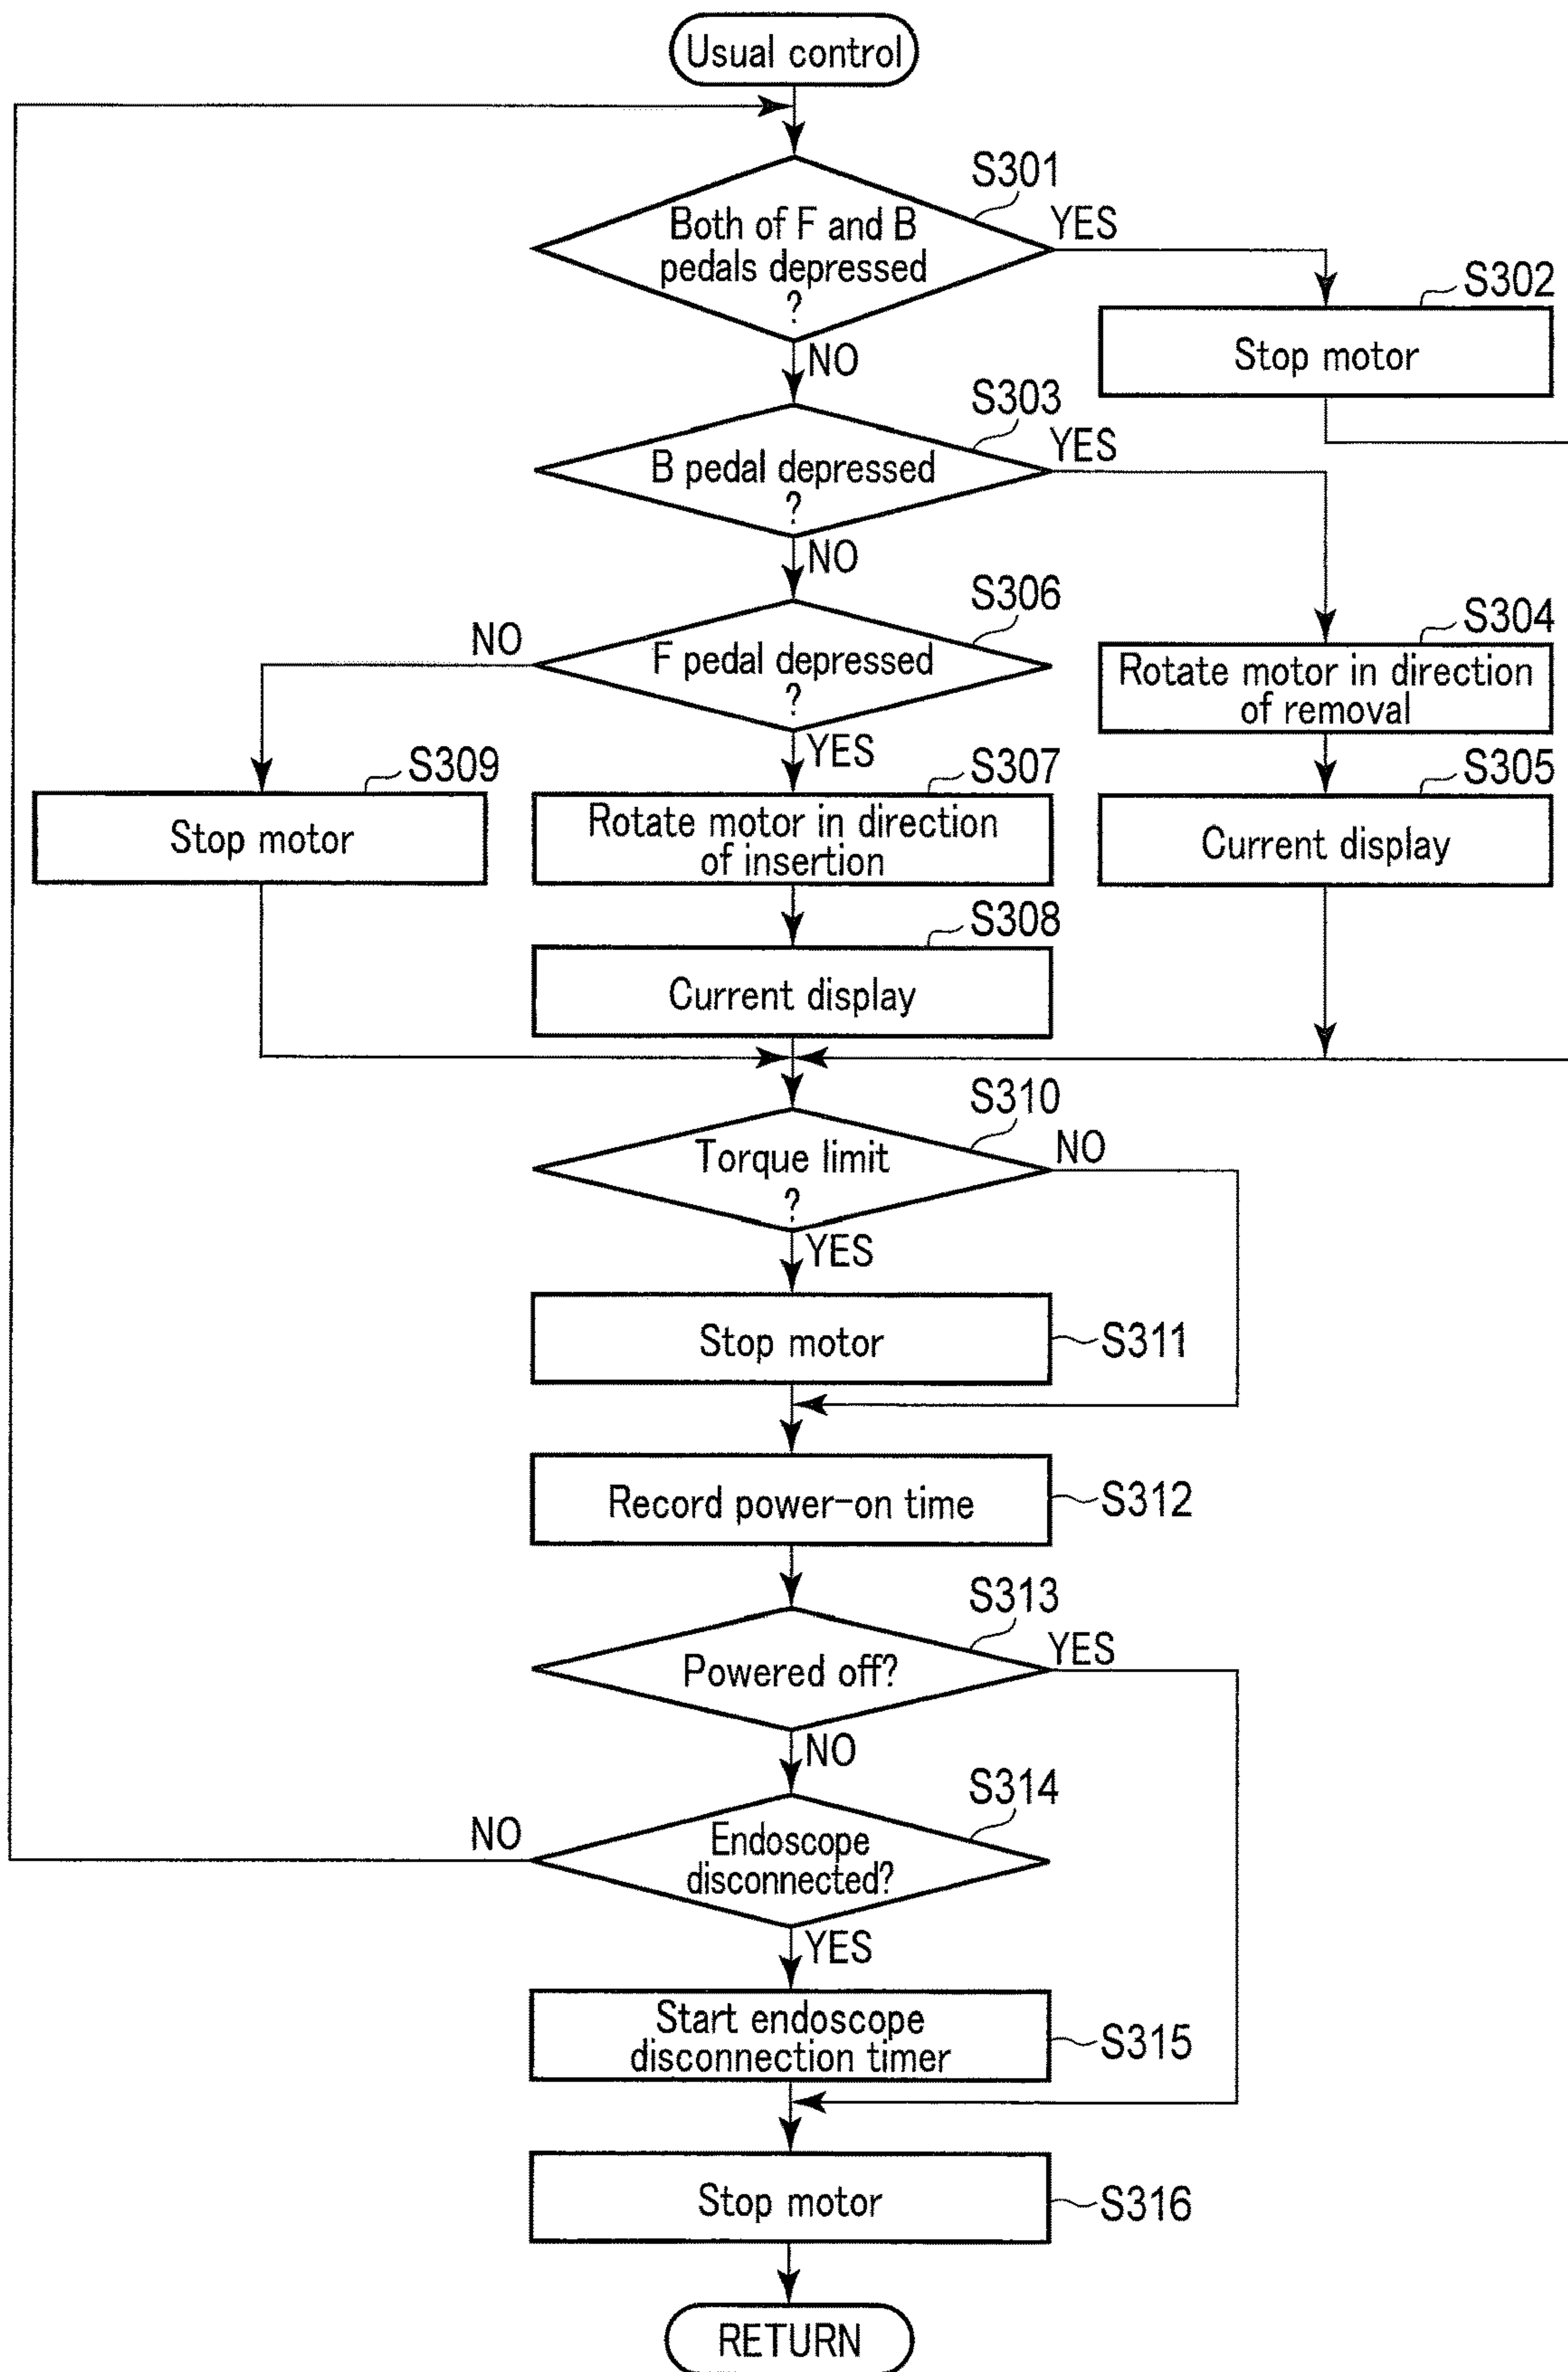 Usual control
S301
Both of F and B
pedals depressed
?
YES
S302
Stop motor
NO
S303
B pedal depressed
?
YES
NO
S306
F pedal depressed
?
NO
S304
Rotate motor in direction
of removal
YES
S309
Stop motor
S307
Rotate motor in direction
of insertion
S305
Current display
S308
Current display
S310
Torque limit
?
NO
YES
Stop motor
S311
Record power-on time
S312
S313
Powered off?
YES
NO
S314
Endoscope
disconnected?
NO
YES
Start endoscope
disconnection timer
S315
Stop motor
S316
RETURN